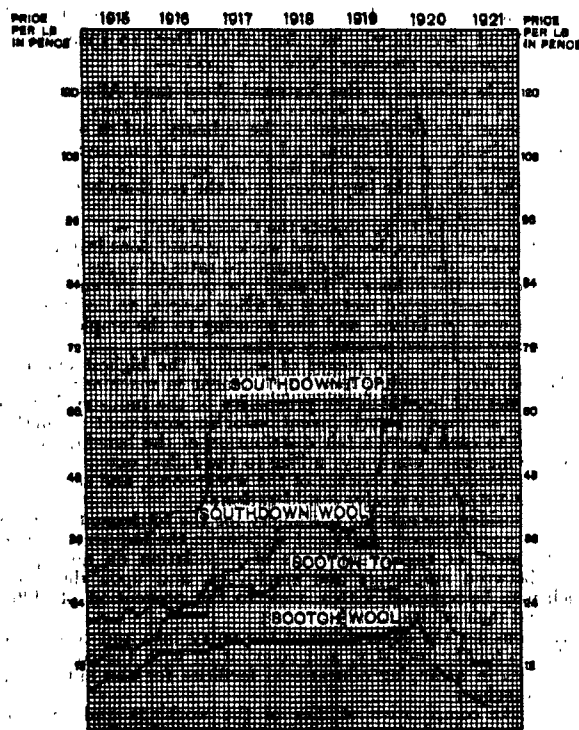 PRICE
PER LB
IN PENCE
1915 1916 1917 1918 1919 1920 1921
PRICE
PER LB
IN PENCE
120 120
108 108
96 96
84 84
72 72
SOUTHDOWN TOP
60 60
48 48
SOUTHDOWN WOOL
36 36
SCOTCH TOP
24 24
SCOTCH WOOL
12 12